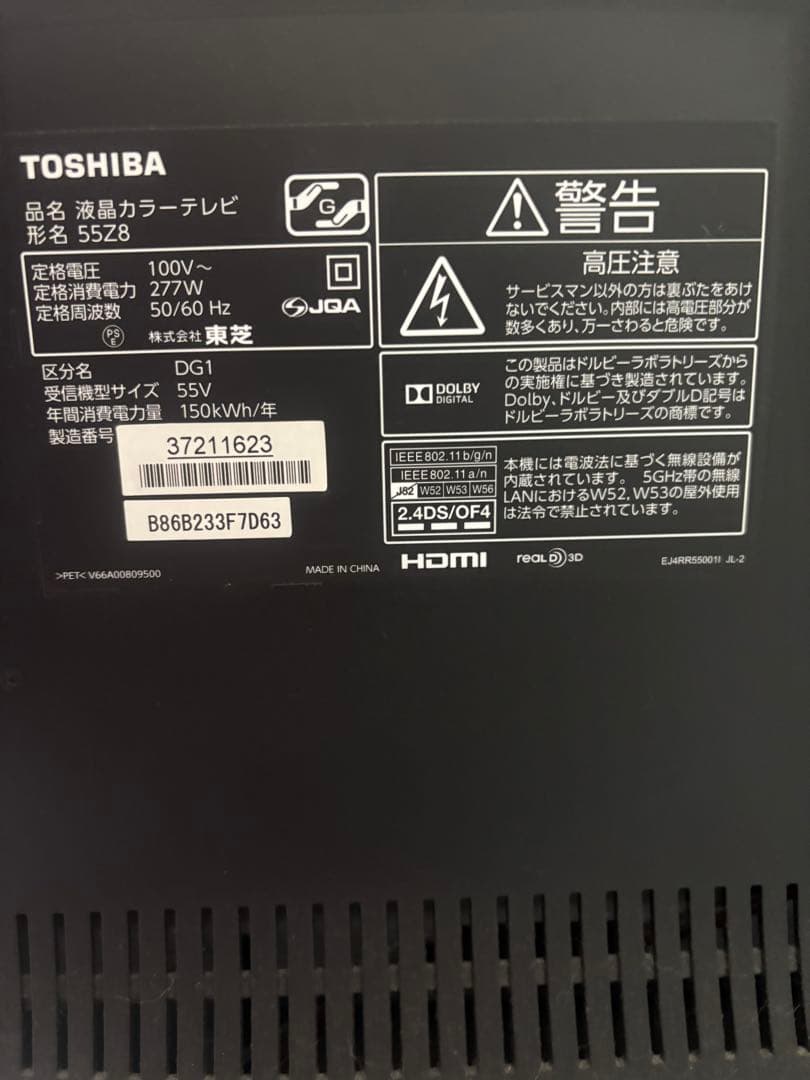 TOSHIBA
品名 液晶カラーテレビ
形名 55Z8
G
定格電圧 100V～
定格消費電力 277W
定格周波数 50/60 Hz
JQA
PS
E
株式会社 東芝
区分名 DG1
受信機型サイズ 55V
年間消費電力量 150kWh/年
製造番号
37211623
B86B233F7D63
>PET< V66A00809500
MADE IN CHINA
警告
高圧注意
サービスマン以外の方は裏ぶたをあけ
ないでください。内部には高電圧部分が
数多くあり、万一さわると危険です。
DOLBY
DIGITAL
この製品はドルビーラボラトリーズから
の実施権に基づき製造されています。
Dolby、ドルビー及びダブルD記号は
ドルビーラボラトリーズの商標です。
IEEE802.11b/g/n
IEEE802.11a/n
J52 W52 W53 W56
2.4DS/OF4
本機には電波法に基づく無線設備が
内蔵されています。 5GHz帯の無線
LANにおけるW52, W53の屋外使用
は法令で禁止されています。
HDMI
REALD 3D
EJ4RR55001I JL-2